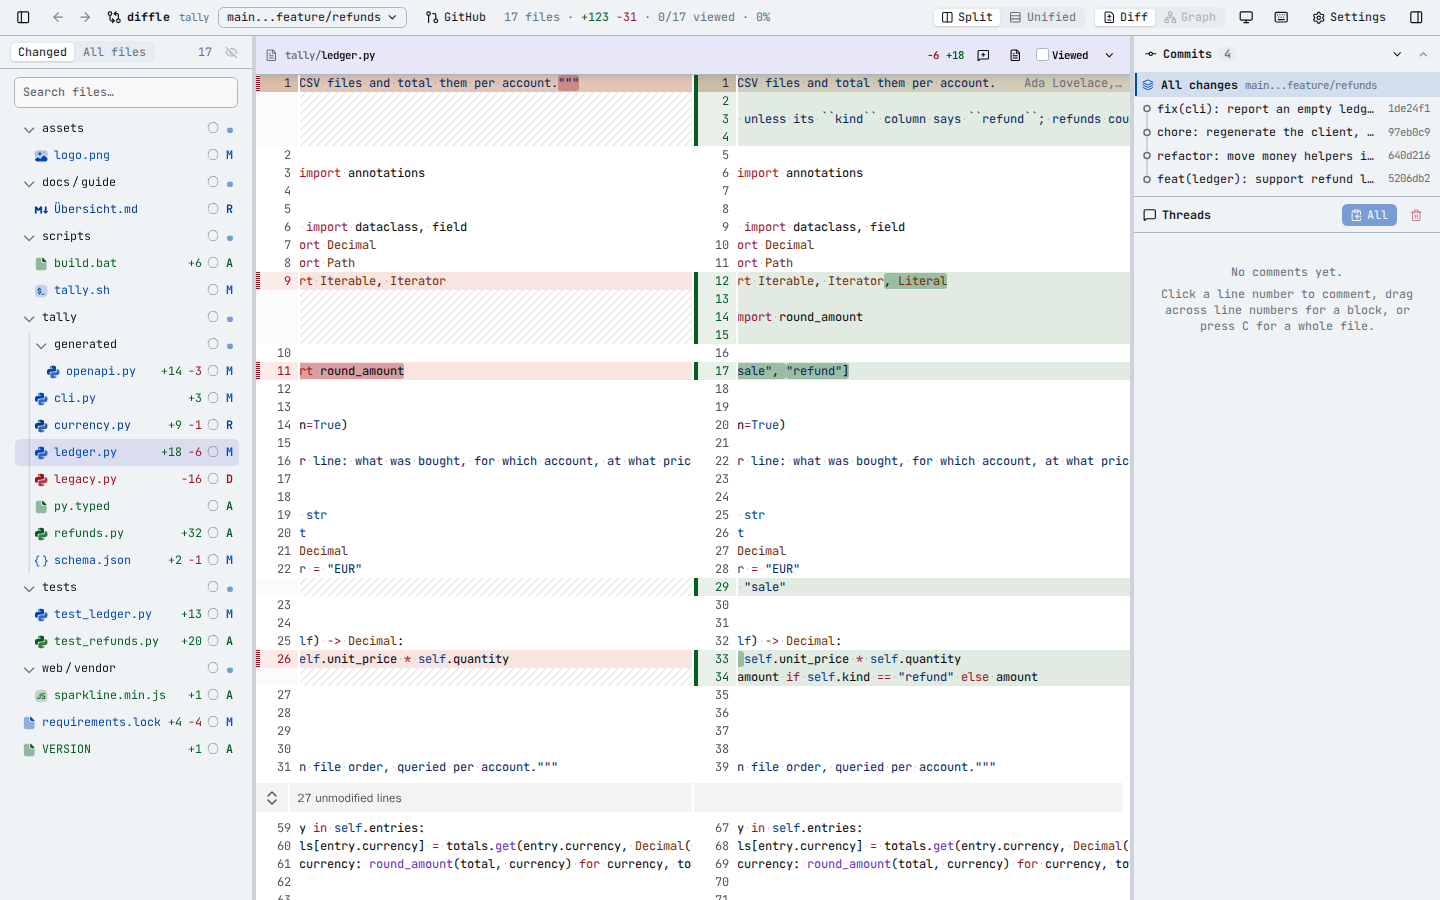 diffle tally main...feature/refunds GitHub 17 files · +123 -31 · 0/17 viewed · 0% Split Unified Diff Graph Settings
Changed All files 17
Search files…
assets
logo.png M
docs/guide
Übersicht.md R
scripts
build.bat +6 A
tally.sh M
tally
generated
openapi.py +14 -3 M
cli.py +3 M
currency.py +9 -1 R
ledger.py +18 -6 M
legacy.py -16 D
py.typed A
refunds.py +32 A
schema.json +2 -1 M
tests
test_ledger.py +13 M
test_refunds.py +20 A
web/vendor
sparkline.min.js +1 A
requirements.lock +4 -4 M
VERSION +1 A
tally/ledger.py -6 +18 Viewed
1 CSV files and total them per account.""" 1 CSV files and total them per account. Ada Lovelace,…
2
3 unless its ``kind`` column says ``refund``; refunds cou
4
2 5
3 import annotations 6 import annotations
4 7
5 8
6 import dataclass, field 9 import dataclass, field
7 ort Decimal 10 ort Decimal
8 ort Path 11 ort Path
9 rt Iterable, Iterator 12 rt Iterable, Iterator, Literal
13
14 mport round_amount
15
10 16
11 rt round_amount 17 sale", "refund"]
12 18
13 19
14 n=True) 20 n=True)
15 21
16 r line: what was bought, for which account, at what pric 22 r line: what was bought, for which account, at what pric
17 23
18 24
19 str 25 str
20 t 26 t
21 Decimal 27 Decimal
22 r = "EUR" 28 r = "EUR"
29 "sale"
23 30
24 31
25 lf) -> Decimal: 32 lf) -> Decimal:
26 elf.unit_price * self.quantity 33 self.unit_price * self.quantity
34 amount if self.kind == "refund" else amount
27 35
28 36
29 37
30 38
31 n file order, queried per account.""" 39 n file order, queried per account."""
27 unmodified lines
59 y in self.entries: 67 y in self.entries:
60 ls[entry.currency] = totals.get(entry.currency, Decimal( 68 ls[entry.currency] = totals.get(entry.currency, Decimal(
61 currency: round_amount(total, currency) for currency, to 69 currency: round_amount(total, currency) for currency, to
62 70
63 71
Commits 4
All changes main...feature/refunds
fix(cli): report an empty ledg… 1de24f1
chore: regenerate the client, … 97eb0c9
refactor: move money helpers i… 640d216
feat(ledger): support refund l… 5206db2
Threads All
No comments yet.
Click a line number to comment, drag
across line numbers for a block, or
press C for a whole file.